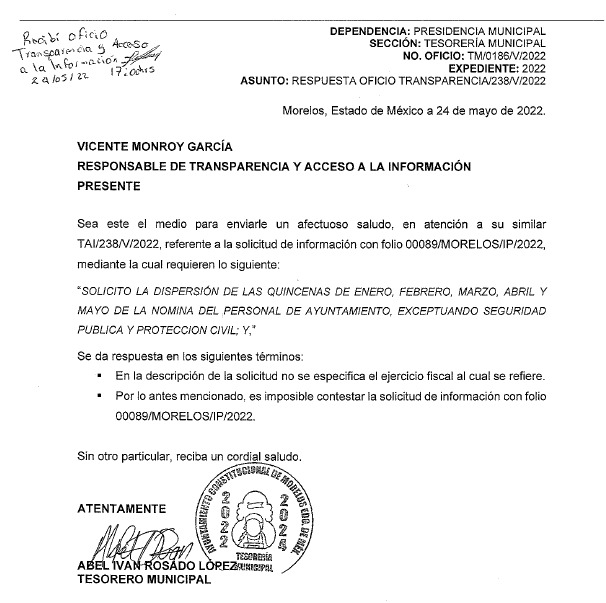 Recibí oficio
Transparencia y Acceso
a la Información
24/05/22 17:00hrs
DEPENDENCIA: PRESIDENCIA MUNICIPAL
SECCIÓN: TESORERÍA MUNICIPAL
NO. OFICIO: TM/0186/V/2022
EXPEDIENTE: 2022
ASUNTO: RESPUESTA OFICIO TRANSPARENCIA/238/V/2022
Morelos, Estado de México a 24 de mayo de 2022.
VICENTE MONROY GARCÍA
RESPONSABLE DE TRANSPARENCIA Y ACCESO A LA INFORMACIÓN
PRESENTE
Sea este el medio para enviarle un afectuoso saludo, en atención a su similar
TAI/238/V/2022, referente a la solicitud de información con folio 00089/MORELOS/IP/2022,
mediante la cual requieren lo siguiente:
“SOLICITO LA DISPERSIÓN DE LAS QUINCENAS DE ENERO, FEBRERO, MARZO, ABRIL Y
MAYO DE LA NOMINA DEL PERSONAL DE AYUNTAMIENTO, EXCEPTUANDO SEGURIDAD
PUBLICA Y PROTECCION CIVIL; Y,”
Se da respuesta en los siguientes términos:
▪ En la descripción de la solicitud no se especifica el ejercicio fiscal al cual se refiere.
▪ Por lo antes mencionado, es imposible contestar la solicitud de información con folio
00089/MORELOS/IP/2022.
Sin otro particular, reciba un cordial saludo.
AYUNTAMIENTO CONSTITUCIONAL DE MORELOS EDO. DE MEX.
2022 2025
TESORERÍA
MUNICIPAL
ATENTAMENTE
ABEL IVAN ROSADO LÓPEZ
TESORERO MUNICIPAL